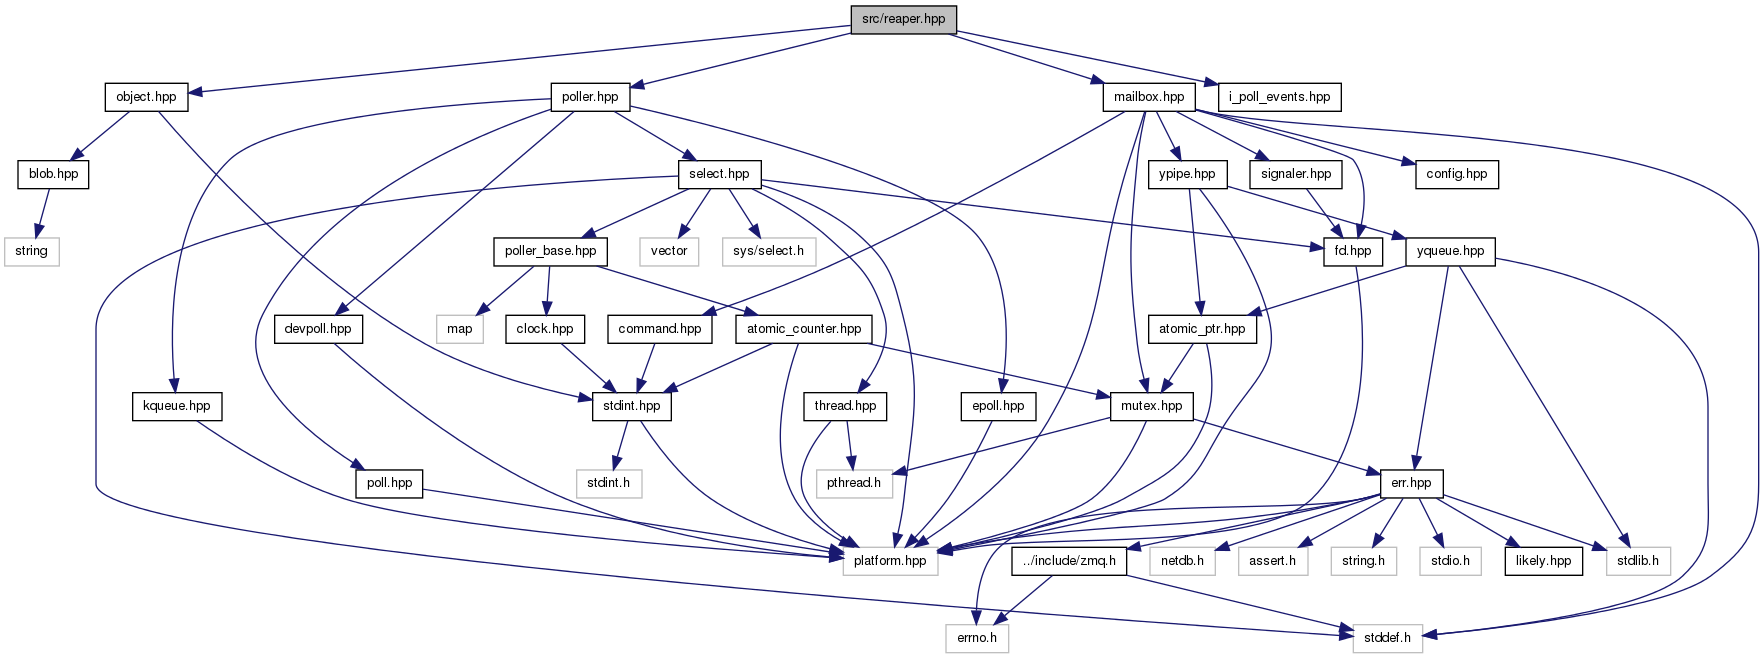 src/reaper.hpp
object.hpp
poller.hpp
mailbox.hpp
i_poll_events.hpp
blob.hpp
select.hpp
ypipe.hpp
signaler.hpp
config.hpp
string
poller_base.hpp
vector
sys/select.h
fd.hpp
yqueue.hpp
devpoll.hpp
map
clock.hpp
command.hpp
atomic_counter.hpp
atomic_ptr.hpp
kqueue.hpp
stdint.hpp
thread.hpp
epoll.hpp
mutex.hpp
poll.hpp
stdint.h
pthread.h
err.hpp
platform.hpp
../include/zmq.h
netdb.h
assert.h
string.h
stdio.h
likely.hpp
stdlib.h
errno.h
stddef.h